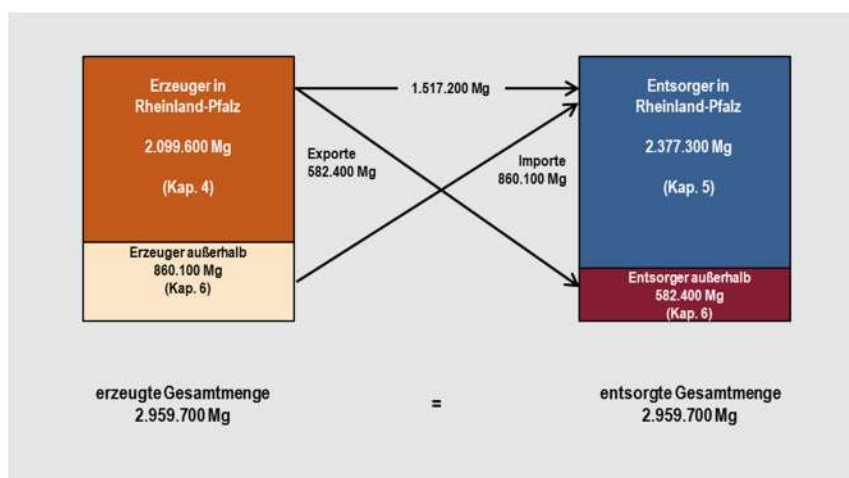 Erzeuger in
Rheinland-Pfalz
2.099.600 Mg
(Kap. 4)
Erzeuger außerhalb
860.100 Mg
(Kap. 6)
1.517.200 Mg
Exporte
582.400 Mg
Importe
860.100 Mg
Entsorger in
Rheinland-Pfalz
2.377.300 Mg
(Kap. 5)
Entsorger außerhalb
582.400 Mg
(Kap. 6)
erzeugte Gesamtmenge
2.959.700 Mg
=
entsorgte Gesamtmenge
2.959.700 Mg